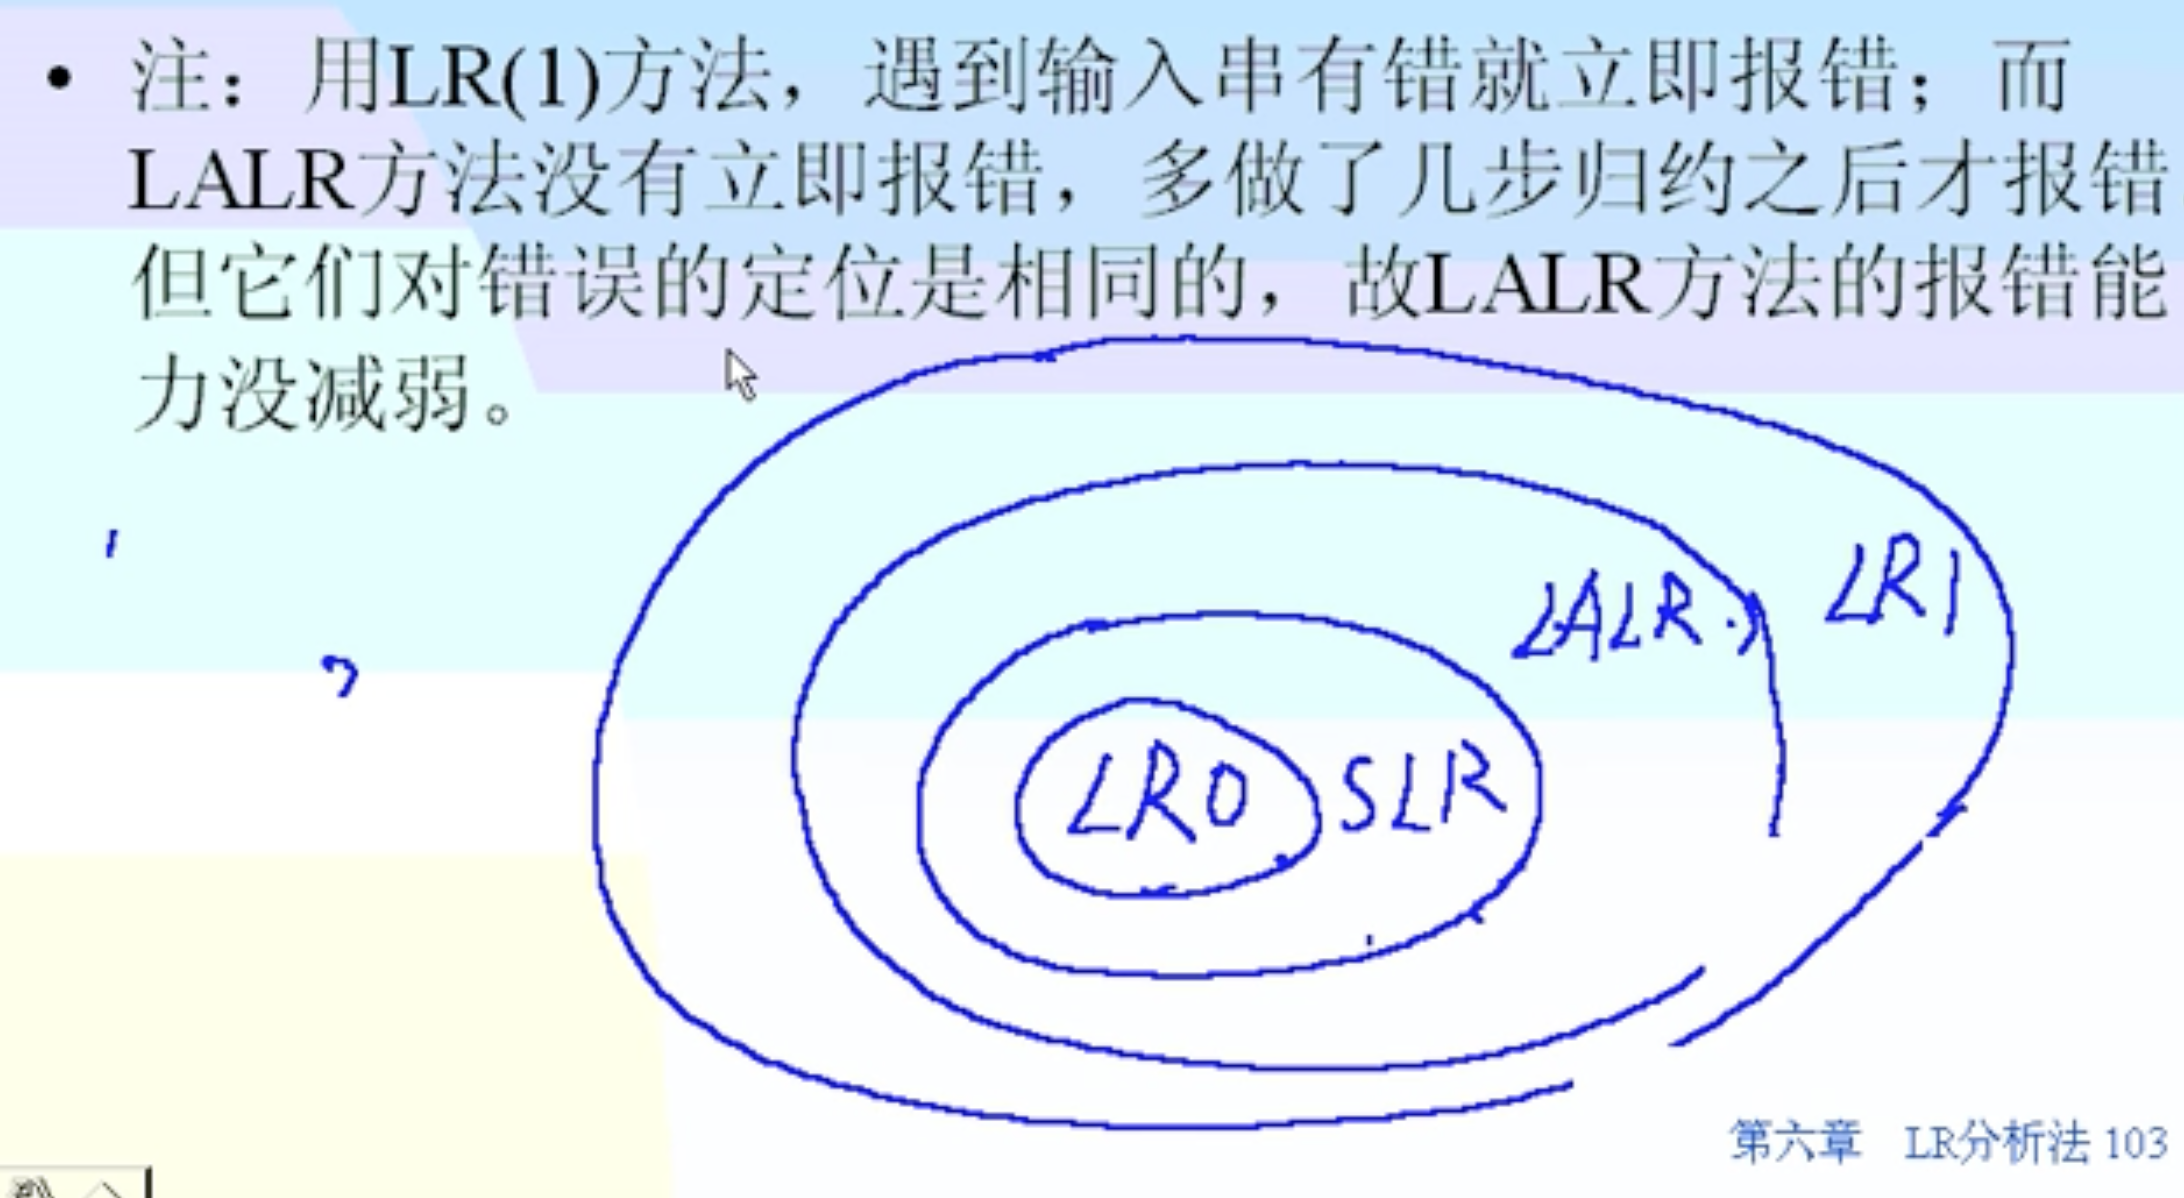 • 注：用LR(1)方法，遇到输入串有错就立即报错；而
LALR方法没有立即报错，多做了几步归约之后才报错
但它们对错误的定位是相同的，故LALR方法的报错能
力没减弱。
LR1
LALR
LR0 SLR
第六章 LR分析法 103